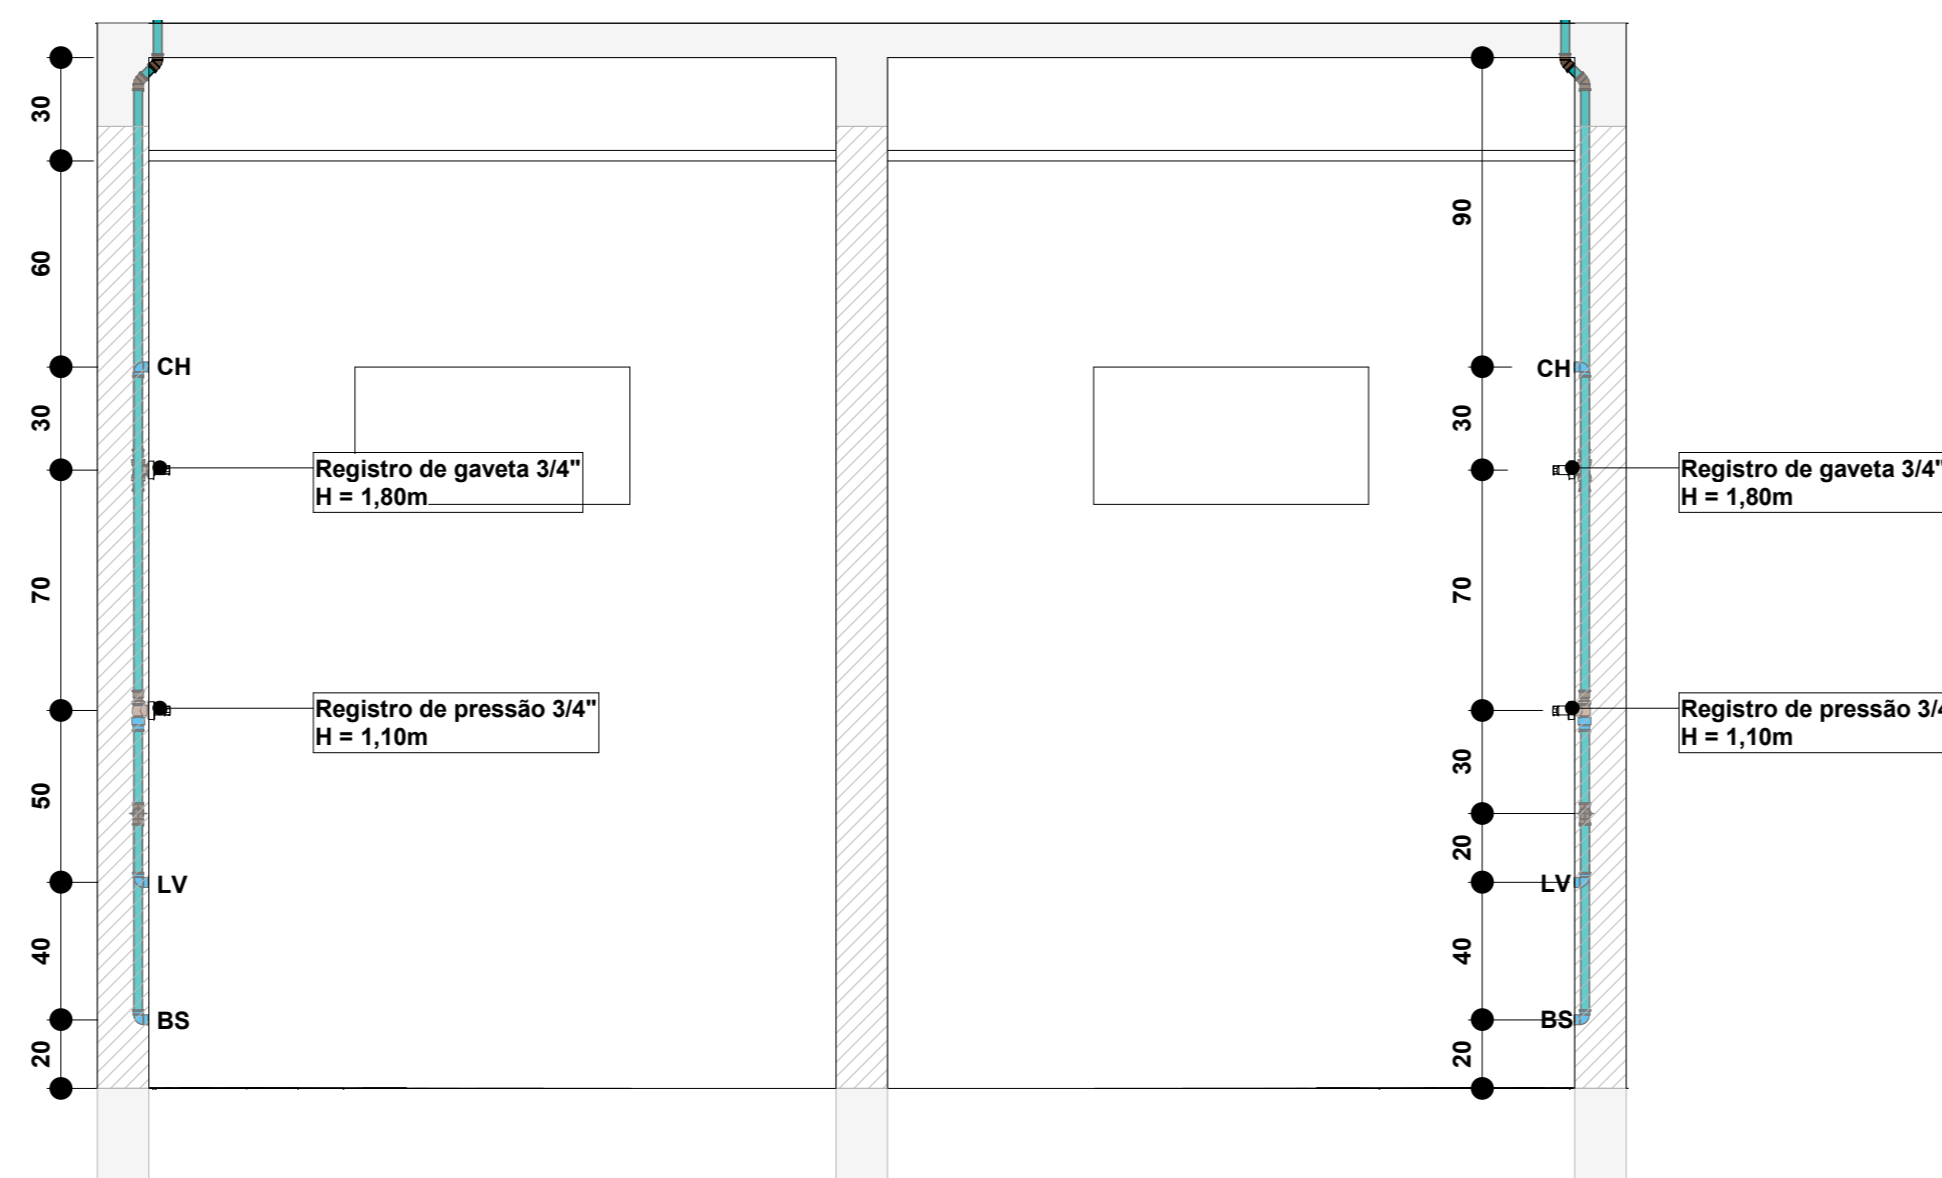 30
60
CH
30
Registro de gaveta 3/4"
H = 1,80m
70
Registro de pressão 3/4"
H = 1,10m
50
LV
40
BS
20
90
CH
30
Registro de gaveta 3/4"
H = 1,80m
70
Registro de pressão 3/4
H = 1,10m
30
20
LV
40
BS
20